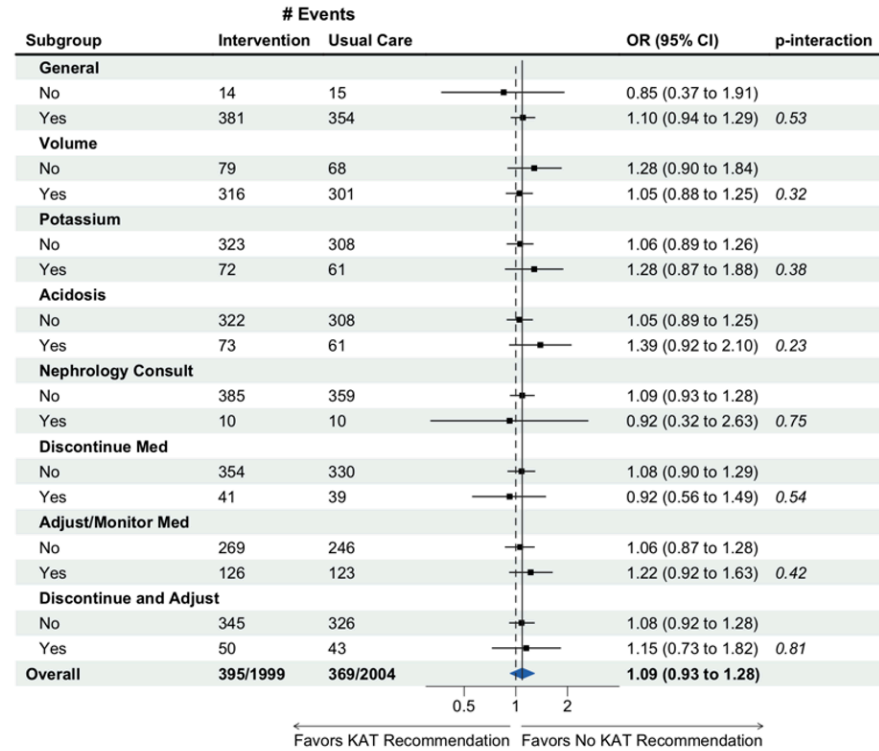 # Events
Subgroup Intervention Usual Care OR (95% CI) p-interaction
General
No 14 15 0.85 (0.37 to 1.91)
Yes 381 354 1.10 (0.94 to 1.29) 0.53
Volume
No 79 68 1.28 (0.90 to 1.84)
Yes 316 301 1.05 (0.88 to 1.25) 0.32
Potassium
No 323 308 1.06 (0.89 to 1.26)
Yes 72 61 1.28 (0.87 to 1.88) 0.38
Acidosis
No 322 308 1.05 (0.89 to 1.25)
Yes 73 61 1.39 (0.92 to 2.10) 0.23
Nephrology Consult
No 385 359 1.09 (0.93 to 1.28)
Yes 10 10 0.92 (0.32 to 2.63) 0.75
Discontinue Med
No 354 330 1.08 (0.90 to 1.29)
Yes 41 39 0.92 (0.56 to 1.49) 0.54
Adjust/Monitor Med
No 269 246 1.06 (0.87 to 1.28)
Yes 126 123 1.22 (0.92 to 1.63) 0.42
Discontinue and Adjust
No 345 326 1.08 (0.92 to 1.28)
Yes 50 43 1.15 (0.73 to 1.82) 0.81
Overall 395/1999 369/2004 1.09 (0.93 to 1.28)
0.5 1 2
Favors KAT Recommendation Favors No KAT Recommendation